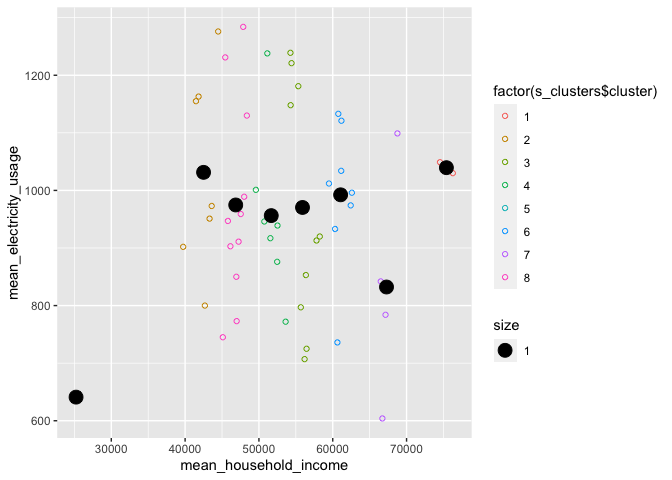 1200
1000
800
600
mean_electricity_usage
30000 40000 50000 60000 70000
mean_household_income
factor(s_clusters$cluster)
1
2
3
4
5
6
7
8
size
1